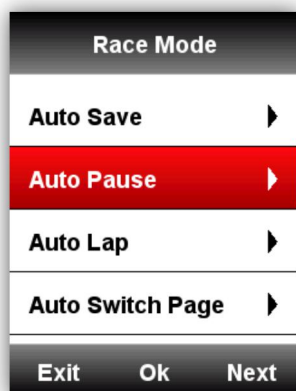 Race Mode
Auto Save
Auto Pause
Auto Lap
Auto Switch Page
Exit Ok Next